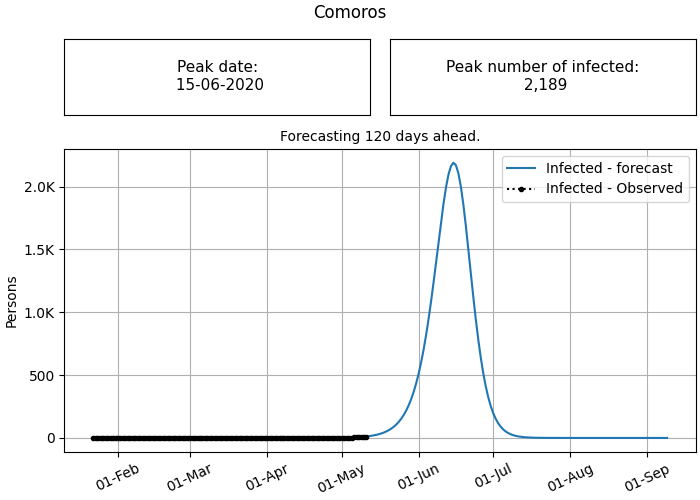 Comoros
Peak date:
15-06-2020
Peak number of infected:
2,189
Forecasting 120 days ahead.
Infected - forecast
Infected - Observed
Persons
2.0K
1.5K
1.0K
500
0
01-Feb
01-Mar
01-Apr
01-May
01-Jun
01-Jul
01-Aug
01-Sep